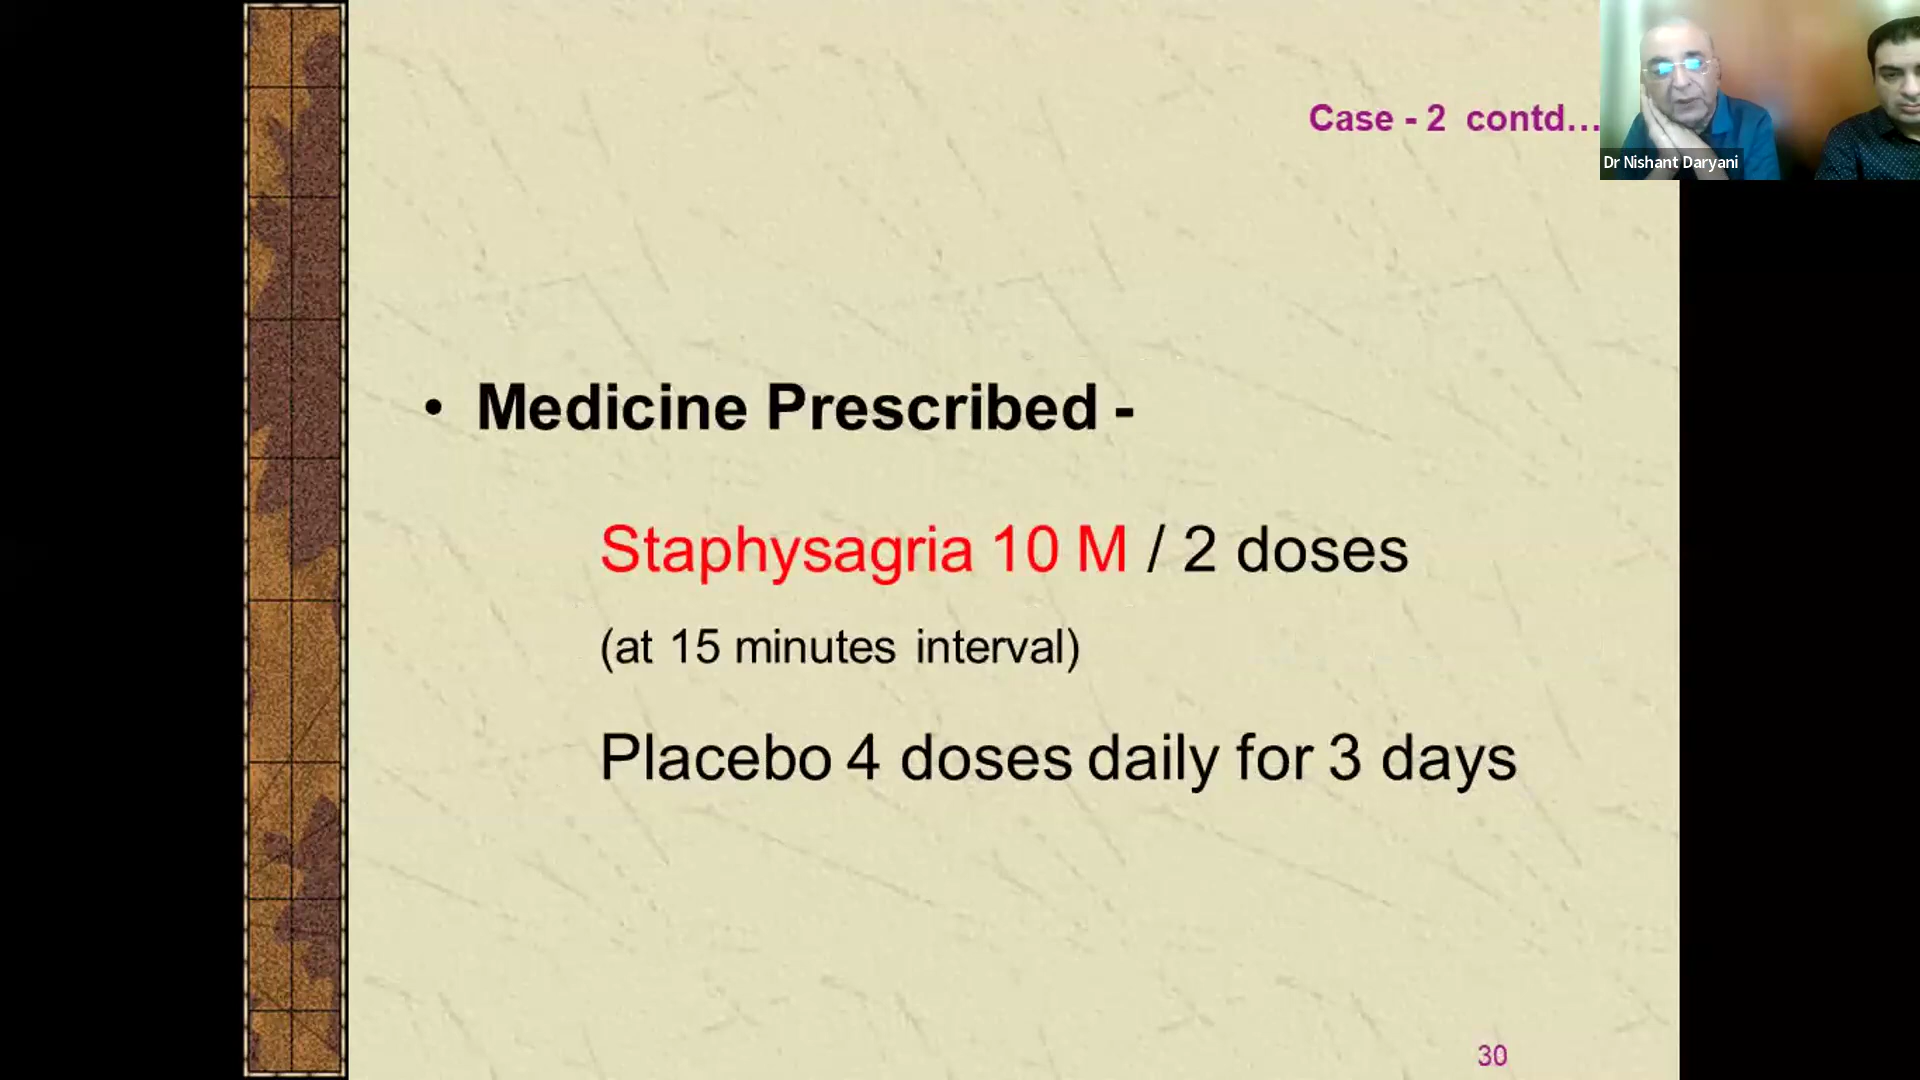 Case - 2 contd...
Dr Nishant Daryani
• Medicine Prescribed -
Staphysagria 10 M / 2 doses
(at 15 minutes interval)
Placebo 4 doses daily for 3 days
30